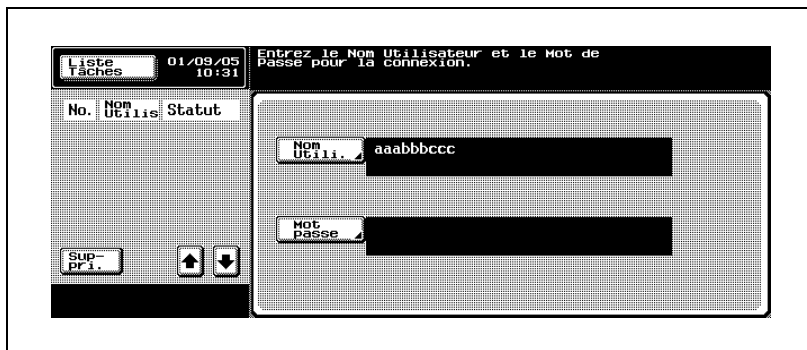 Liste
Tâches
01/09/05
10:31
Entrez le Nom Utilisateur et le Mot de
Passe pour la connexion.
No. Nom
Utilis Statut
Nom
Utili. aaabbbccc
Mot
passe
Sup-
pri.